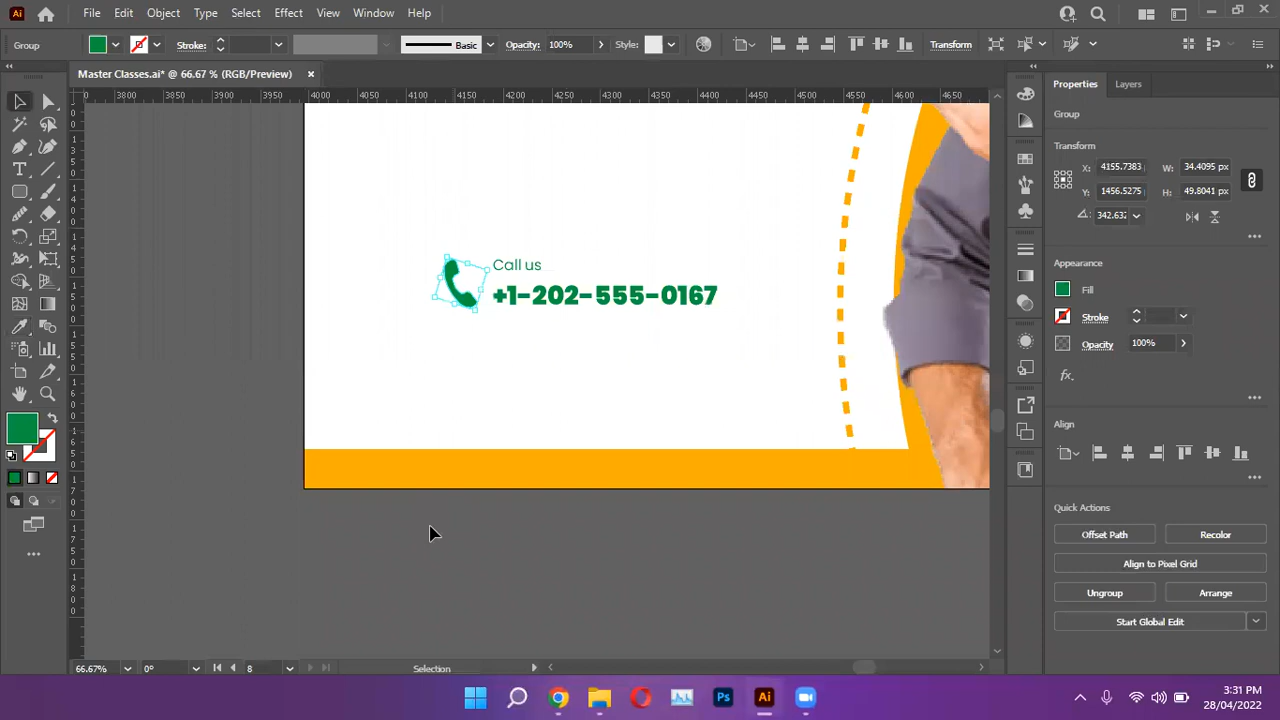 File Edit Object Type Select Effect View Window Help
Group Stroke: Basic Opacity: 100% Style: Transform
Master Classes.ai* @ 66.67 % (RGB/Preview)
3800 3850 3900 3950 4050 4100 4150 4200 4250 4300 4350 4400 4450 4500 4550 4600 4650
Properties Layers
Group
Transform
X: 4155.7383 W: 34.4095 px
Y: 1456.5275 H: 49.8041 px
342.632
Appearance
Fill
Stroke
Opacity 100%
fx.
Align
Quick Actions
Offset Path Recolor
Align to Pixel Grid
Ungroup Arrange
Start Global Edit
Call us
+1-202-555-0167
66.67% 0° 8 Selection
Ps Ai
3:31 PM
28/04/2022